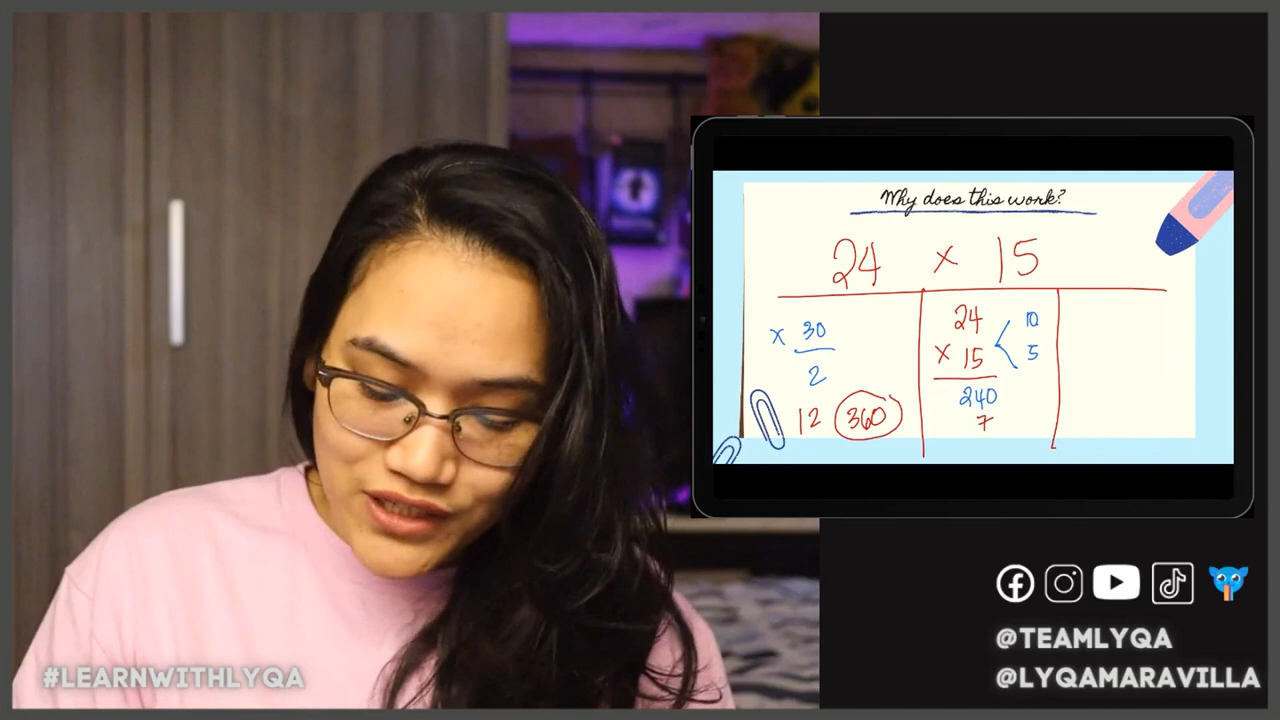 Why does this work?
24 × 15
× 30
2
12 360
24
× 15
240
7
10
5
#LEARNWITHLYQA
@TEAMLYQA
@LYQAMARAVILLA